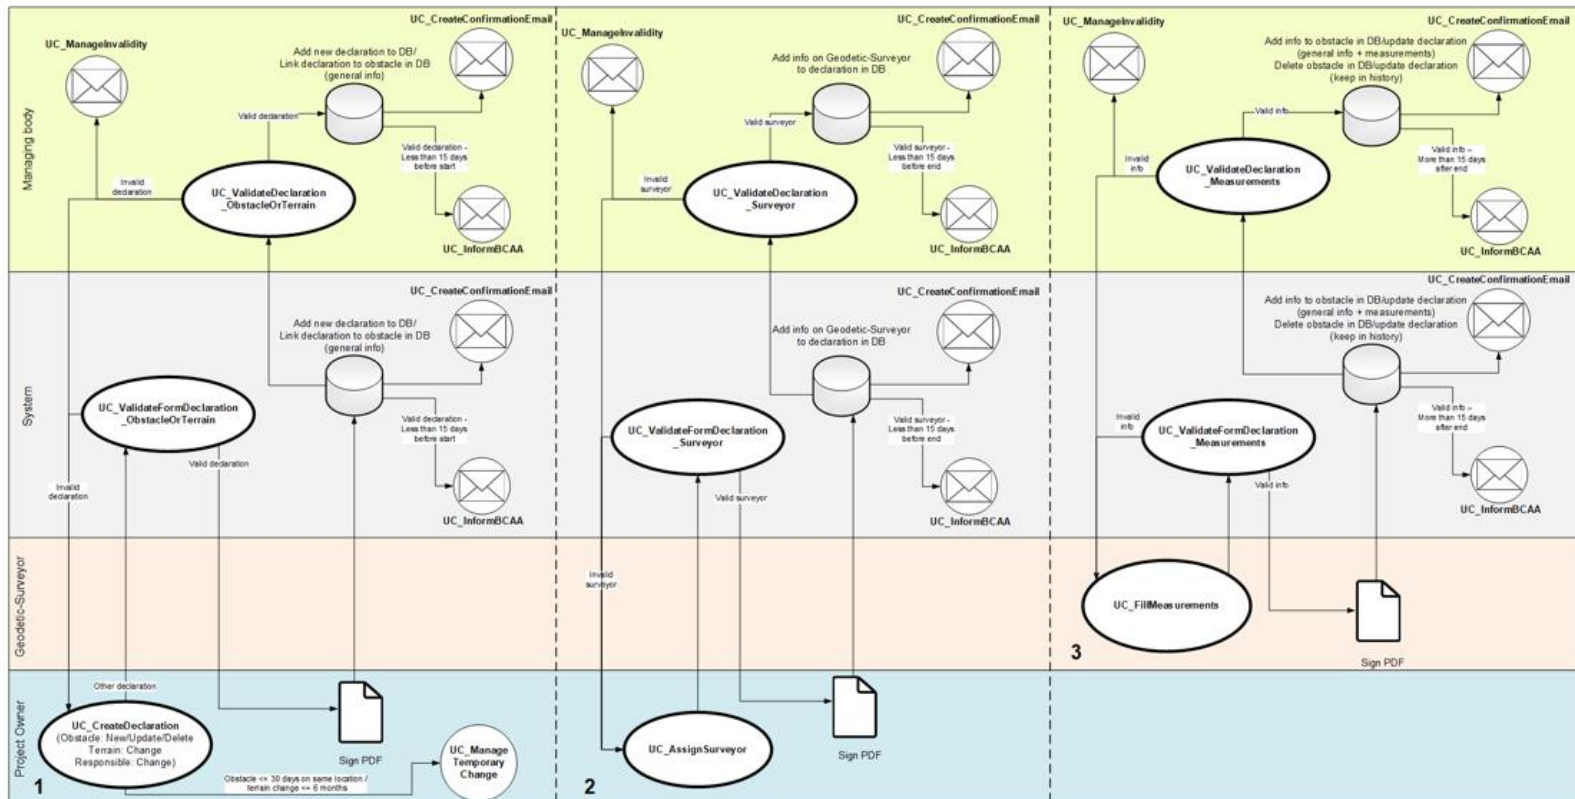 Managing body
UC_ManageInvalidity
Add new declaration to DB/
Link declaration to obstacle in DB
(general info)
UC_CreateConfirmationEmail
Valid declaration
Valid declaration -
Less than 15 days
before start
Invalid
declaration
UC_ValidateDeclaration
_ObstacleOrTerrain
UC_InformBCAA
UC_ManageInvalidity
Add info on Geodetic-Surveyor
to declaration in DB
UC_CreateConfirmationEmail
Valid surveyor
Valid surveyor -
Less than 15 days
before end
Invalid
surveyor
UC_ValidateDeclaration
_Surveyor
UC_InformBCAA
UC_ManageInvalidity
UC_CreateConfirmationEmail
Add info to obstacle in DB/update declaration
(general info + measurements)
Delete obstacle in DB/update declaration
(keep in history)
Valid info
Valid info –
More than 15 days
after end
Invalid
info
UC_ValidateDeclaration
_Measurements
UC_InformBCAA
System
UC_CreateConfirmationEmail
Add new declaration to DB/
Link declaration to obstacle in DB
(general info)
UC_ValidateFormDeclaration
_ObstacleOrTerrain
Valid declaration -
Less than 15 days
before start
Valid declaration
Invalid
declaration
UC_InformBCAA
UC_CreateConfirmationEmail
Add info on Geodetic-Surveyor
to declaration in DB
UC_ValidateFormDeclaration
_Surveyor
Valid surveyor -
Less than 15 days
before end
Valid surveyor
UC_InformBCAA
UC_CreateConfirmationEmail
Add info to obstacle in DB/update declaration
(general info + measurements)
Delete obstacle in DB/update declaration
(keep in history)
Invalid
info
UC_ValidateFormDeclaration
_Measurements
Valid info –
More than 15 days
after end
Valid info
UC_InformBCAA
Geodetic-Surveyor
Invalid
surveyor
UC_FillMeasurements
3
Sign PDF
Project Owner
Other declaration
UC_CreateDeclaration
(Obstacle: New/Update/Delete
Terrain: Change
Responsible: Change)
1
Sign PDF
Obstacle <= 30 days on same location /
terrain change <= 6 months
UC_Manage
Temporary
Change
2
UC_AssignSurveyor
Sign PDF